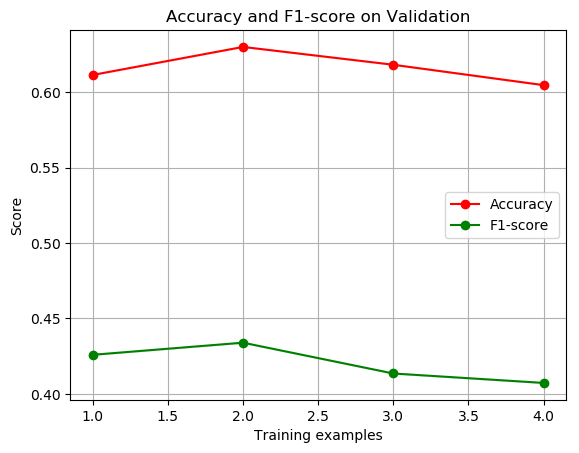 Accuracy and F1-score on Validation
0.60
0.55
0.50
0.45
0.40
Score
Accuracy
F1-score
1.0 1.5 2.0 2.5 3.0 3.5 4.0
Training examples